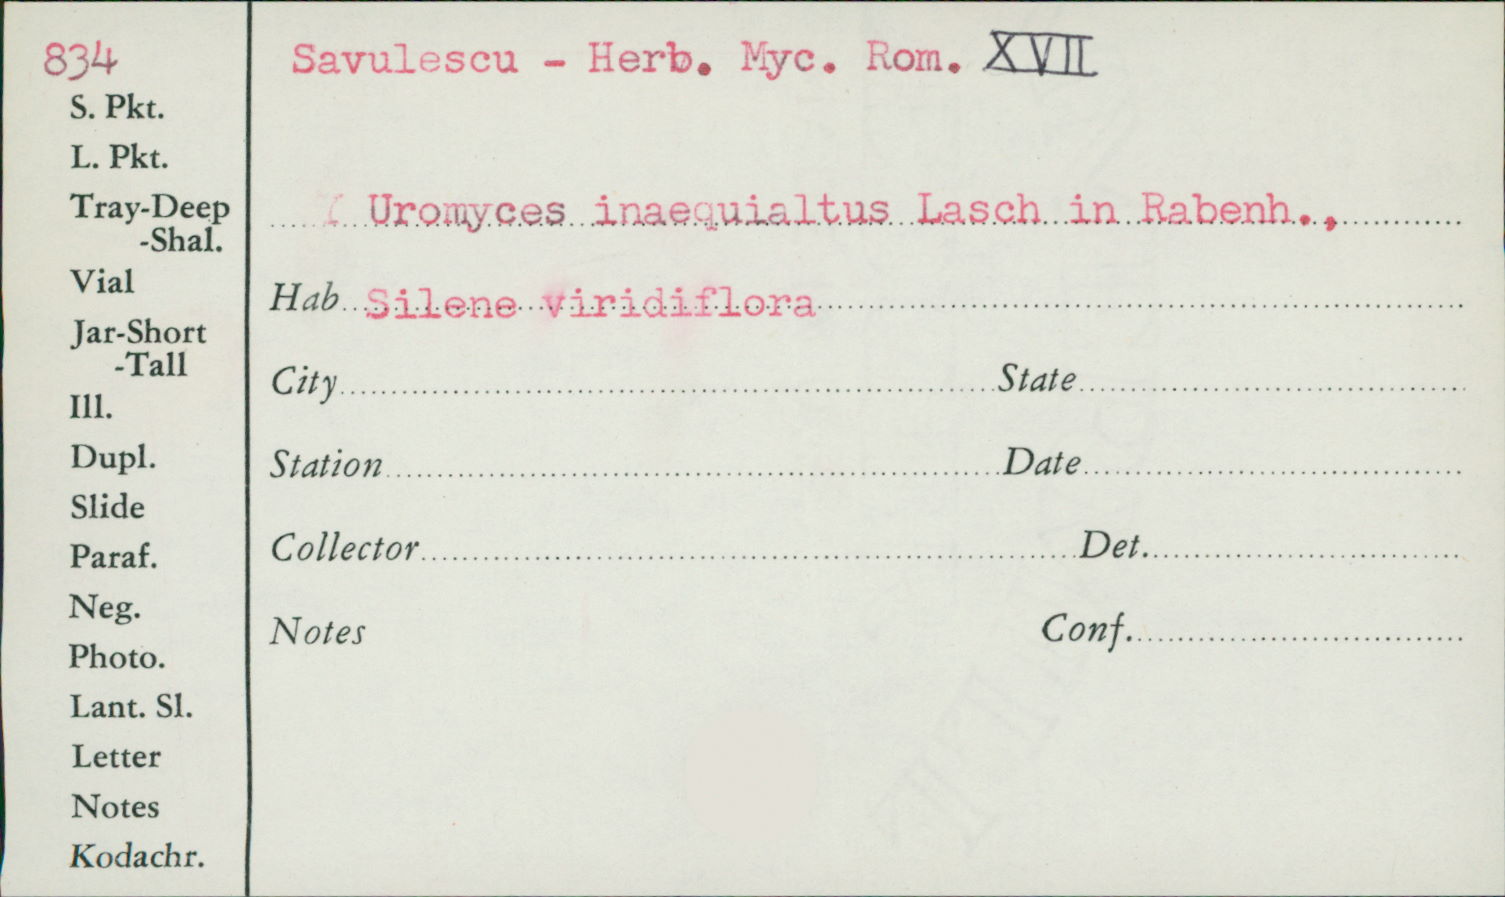 834
Savulescu - Herb. Myc. Rom. XVII
S. Pkt.
L. Pkt.
Tray-Deep
-Shal.
Vial
Jar-Short
-Tall
Ill.
Dupl.
Slide
Paraf.
Neg.
Photo.
Lant. Sl.
Letter
Notes
Kodachr.
Uromyces inaequialtus Lasch in Rabenh.,
Hab Silene viridiflora
City State
Station Date
Collector Det.
Notes Conf.